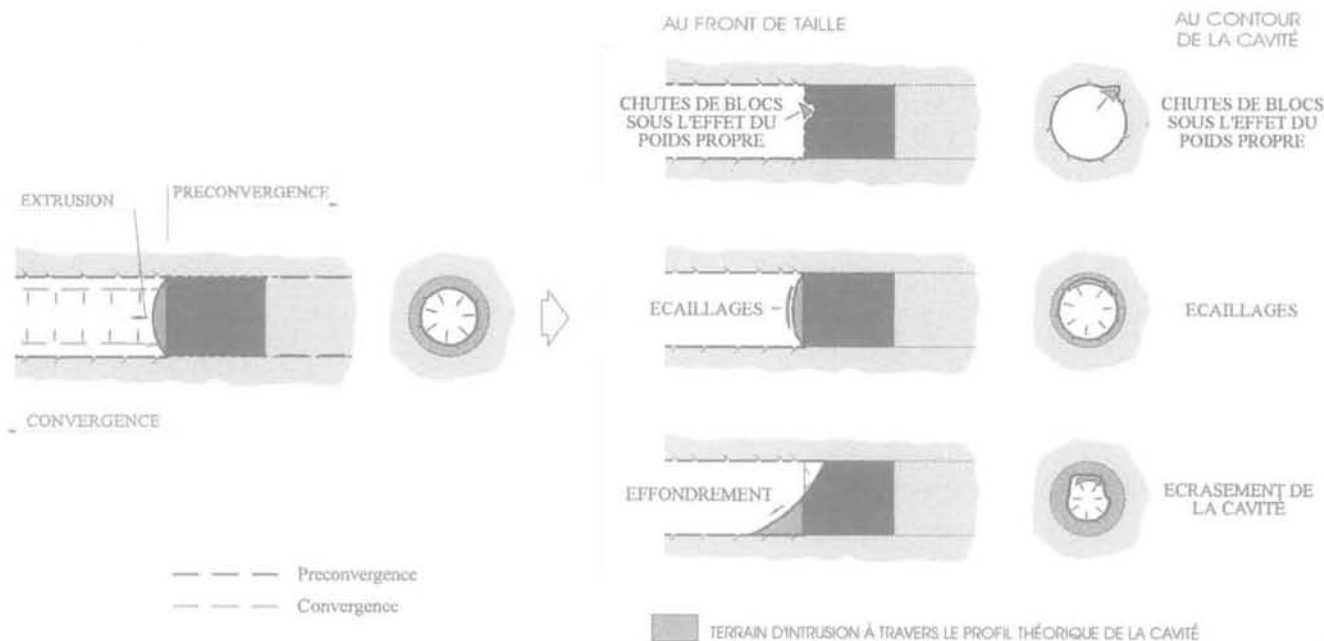 AU FRONT DE TAILLE
AU CONTOUR
DE LA CAVITÉ
CHUTES DE BLOCS
SOUS L'EFFET DU
POIDS PROPRE
CHUTES DE BLOCS
SOUS L'EFFET DU
POIDS PROPRE
EXTRUSION
PRECONVERGENCE
ECAILLAGES
ECAILLAGES
CONVERGENCE
EFFONDREMENT
ECRASEMENT DE
LA CAVITÉ
Preconvergence
Convergence
TERRAIN D'INTRUSION À TRAVERS LE PROFIL THÉORIQUE DE LA CAVITÉ